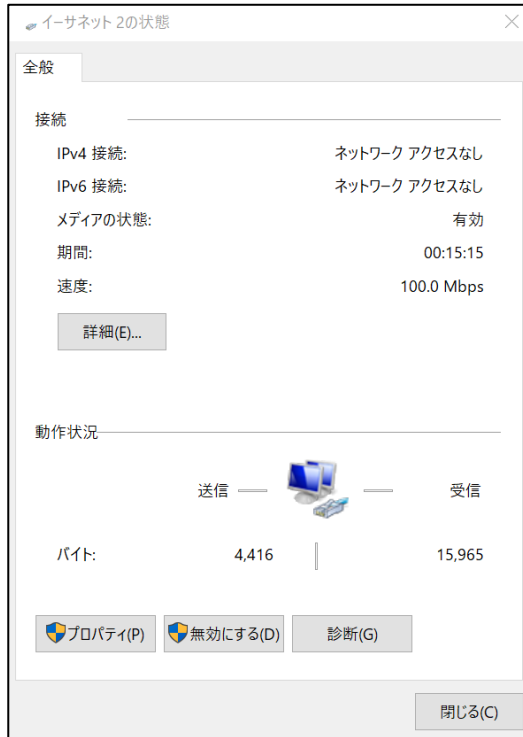 イーサネット 2の状態
全般
接続
IPv4 接続: ネットワーク アクセスなし
IPv6 接続: ネットワーク アクセスなし
メディアの状態: 有効
期間: 00:15:15
速度: 100.0 Mbps
詳細(E)...
動作状況
送信 受信
バイト: 4,416 15,965
プロパティ(P) 無効にする(D) 診断(G)
閉じる(C)